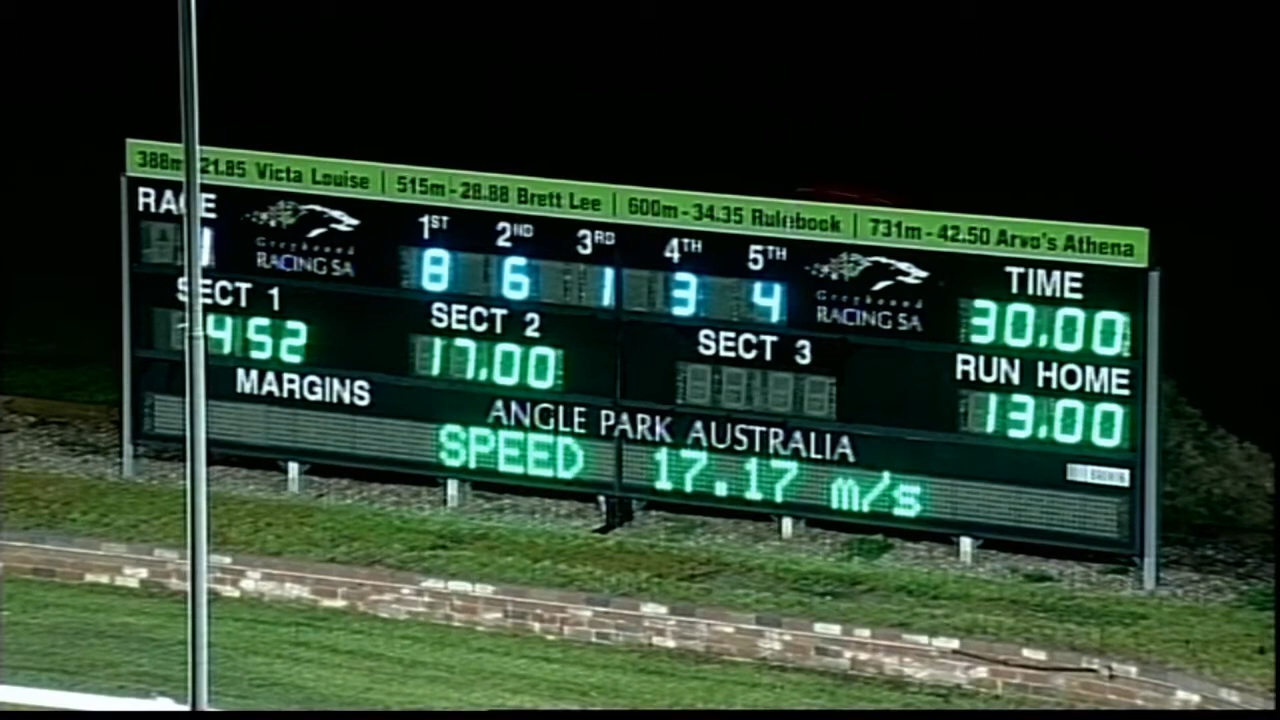 388m 21.85 Victa Louise | 515m - 28.88 Brett Lee | 600m - 34.35 Rulebook | 731m - 42.50 Arvo's Athena
RACE 1ST 2ND 3RD 4TH 5TH TIME
1 Greyhound RACING SA 8 6 1 3 4 Greyhound RACING SA 30.00
SECT 1 SECT 2 SECT 3 RUN HOME
4.52 17.00 13.00
MARGINS ANGLE PARK AUSTRALIA
SPEED 17.17 m/s